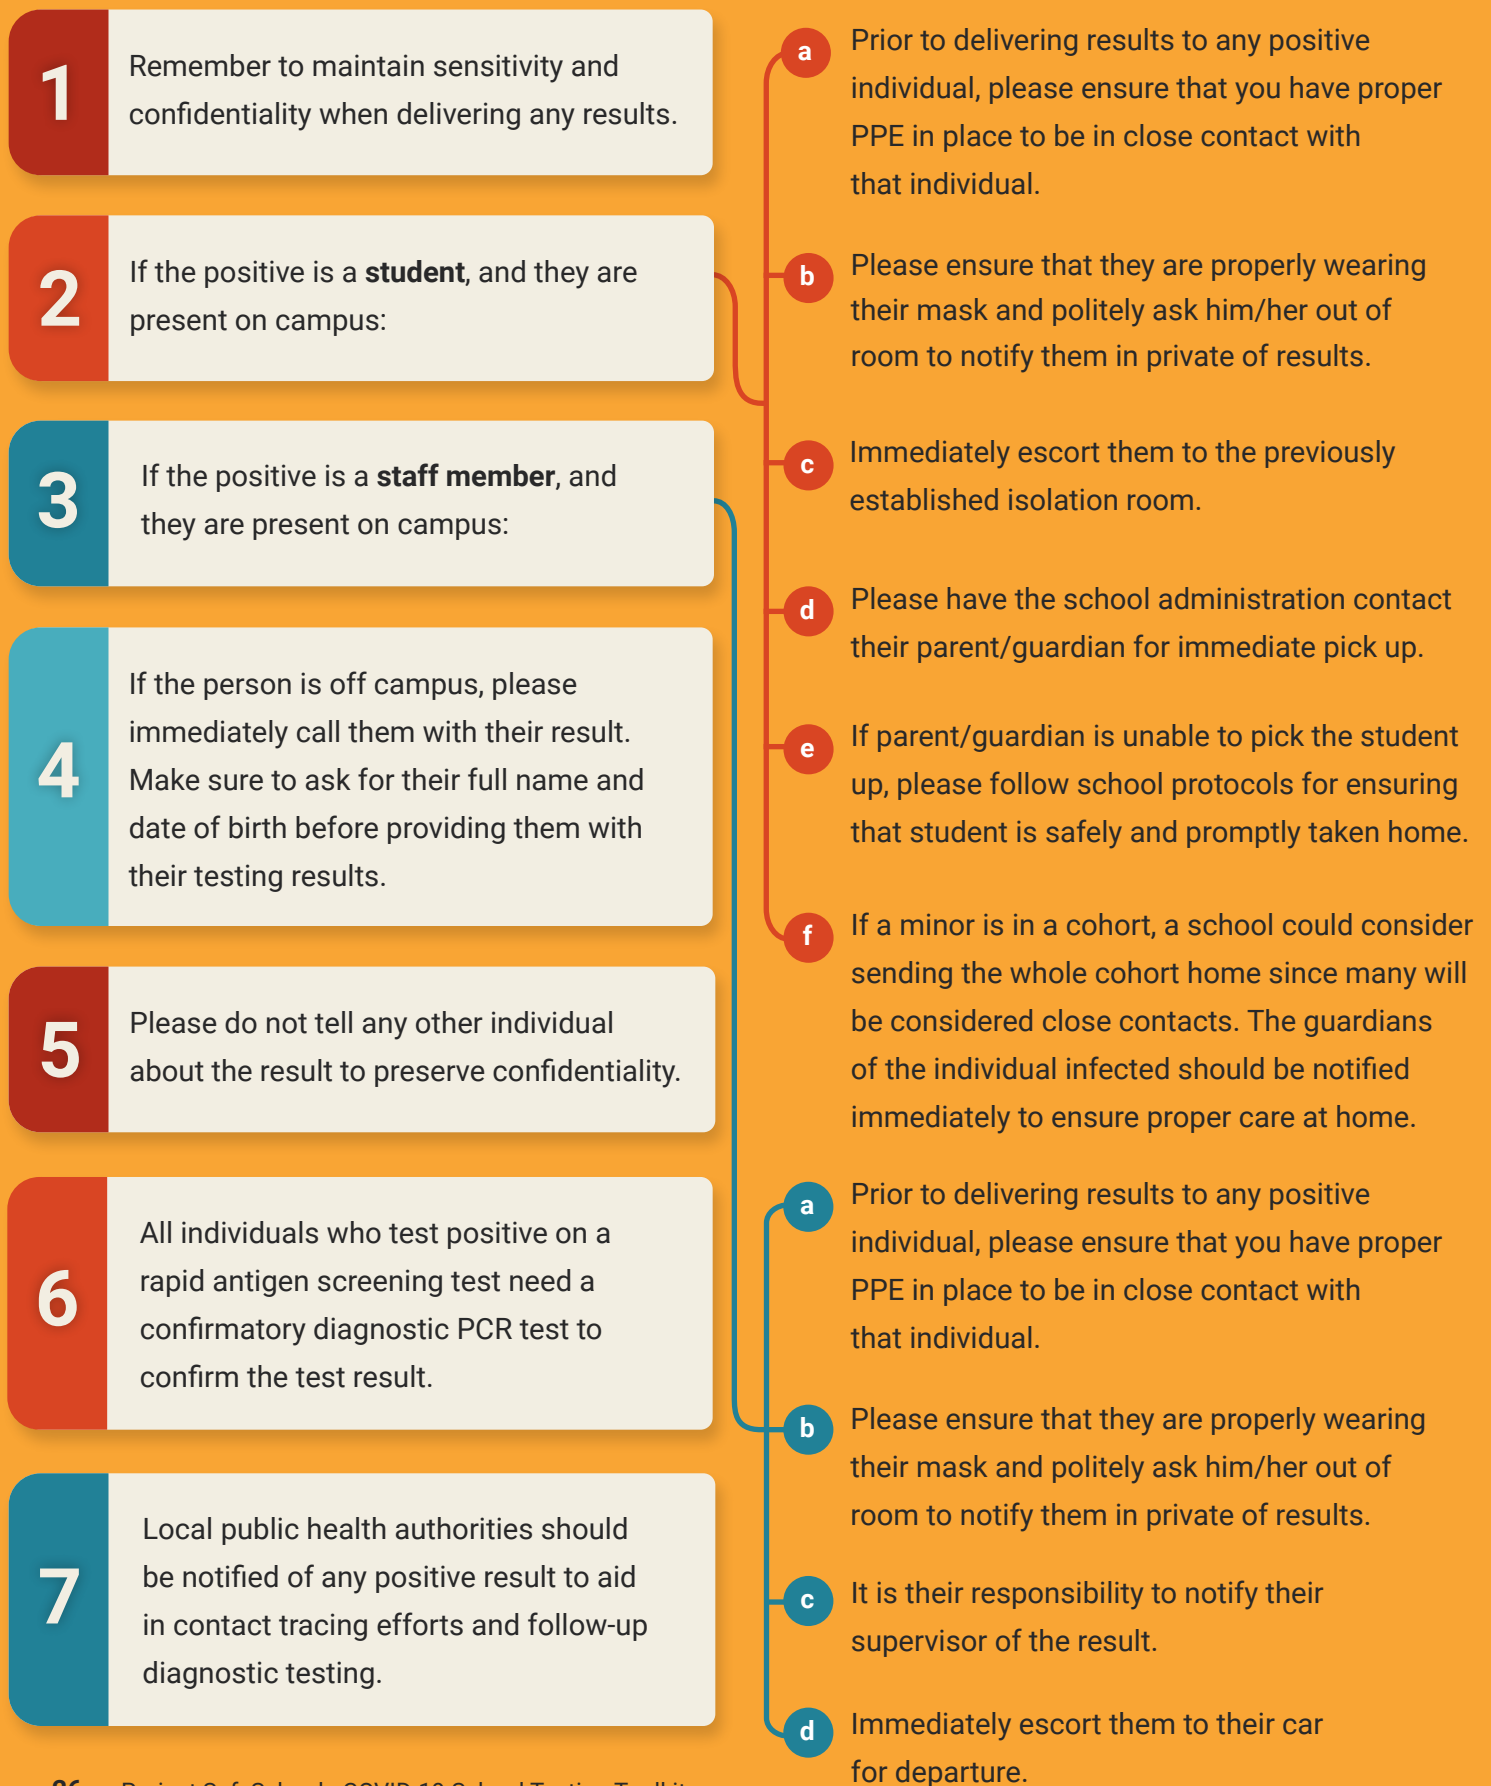 1
Remember to maintain sensitivity and
confidentiality when delivering any results.
2
If the positive is a student, and they are
present on campus:
a
Prior to delivering results to any positive
individual, please ensure that you have proper
PPE in place to be in close contact with
that individual.
b
Please ensure that they are properly wearing
their mask and politely ask him/her out of
room to notify them in private of results.
c
Immediately escort them to the previously
established isolation room.
d
Please have the school administration contact
their parent/guardian for immediate pick up.
e
If parent/guardian is unable to pick the student
up, please follow school protocols for ensuring
that student is safely and promptly taken home.
f
If a minor is in a cohort, a school could consider
sending the whole cohort home since many will
be considered close contacts. The guardians
of the individual infected should be notified
immediately to ensure proper care at home.
3
If the positive is a staff member, and
they are present on campus:
a
Prior to delivering results to any positive
individual, please ensure that you have proper
PPE in place to be in close contact with
that individual.
b
Please ensure that they are properly wearing
their mask and politely ask him/her out of
room to notify them in private of results.
c
It is their responsibility to notify their
supervisor of the result.
d
Immediately escort them to their car
for departure.
4
If the person is off campus, please
immediately call them with their result.
Make sure to ask for their full name and
date of birth before providing them with
their testing results.
5
Please do not tell any other individual
about the result to preserve confidentiality.
6
All individuals who test positive on a
rapid antigen screening test need a
confirmatory diagnostic PCR test to
confirm the test result.
7
Local public health authorities should
be notified of any positive result to aid
in contact tracing efforts and follow-up
diagnostic testing.
Project Safe Schools COVID-19 School Testing Toolkit